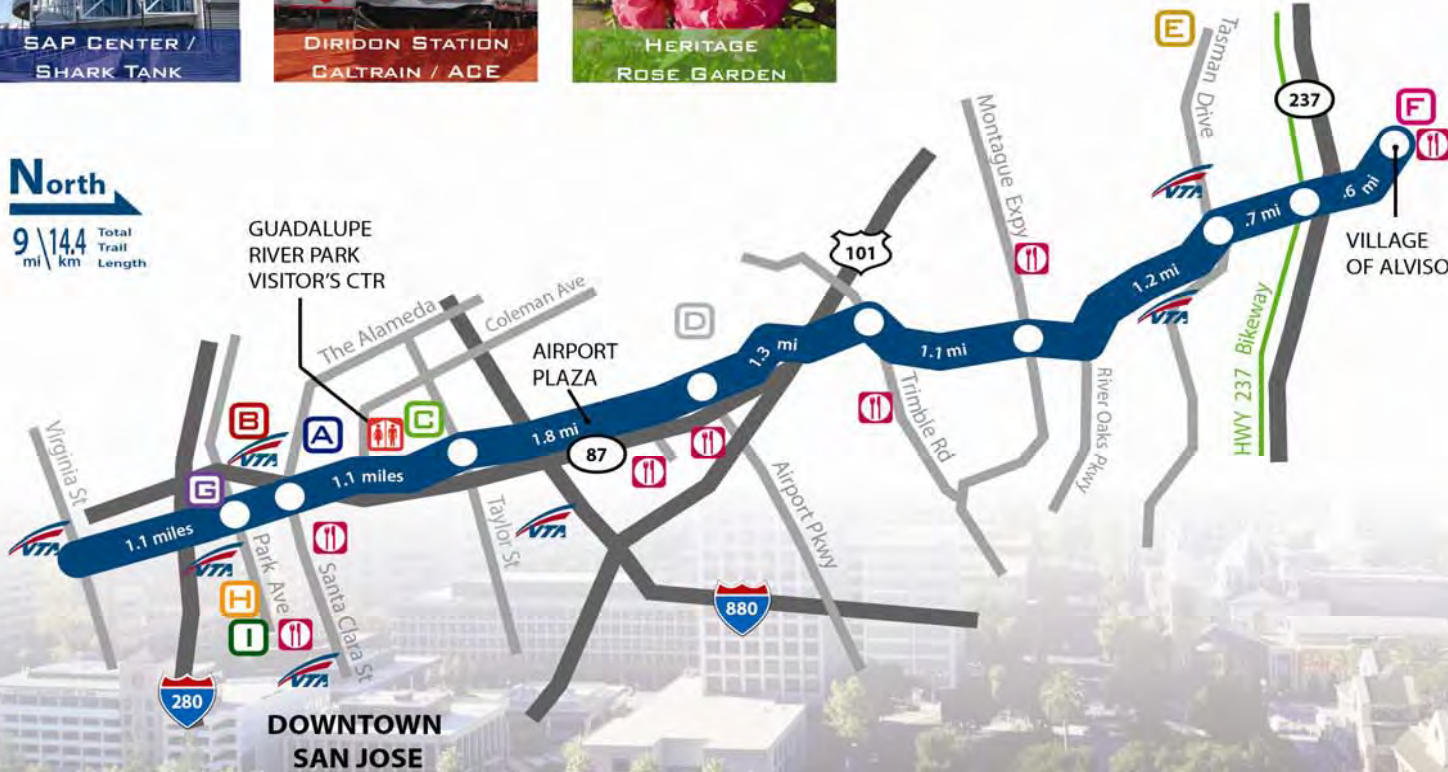 SAP CENTER /
SHARK TANK
DIRIDON STATION
CALTRAIN / ACE
HERITAGE
ROSE GARDEN
North
9 mi \ 14.4 km
Total
Trail
Length
GUADALUPE
RIVER PARK
VISITOR'S CTR
The Alameda
Coleman Ave
AIRPORT
PLAZA
D
101
Montague Expy
E
Tasman Drive
237
F
VTA
.7 mi
.6 mi
VILLAGE
OF ALVISO
1.2 mi
VTA
HWY 237 Bikeway
1.3 mi
1.1 mi
Trimble Rd
River Oaks Pkwy
Virginia St
B
VTA
A
C
1.8 mi
87
G
1.1 miles
1.1 miles
VTA
VTA
Park Ave
Santa Clara St
Taylor St
VTA
Airport Pkwy
H
I
VTA
880
280
DOWNTOWN
SAN JOSE